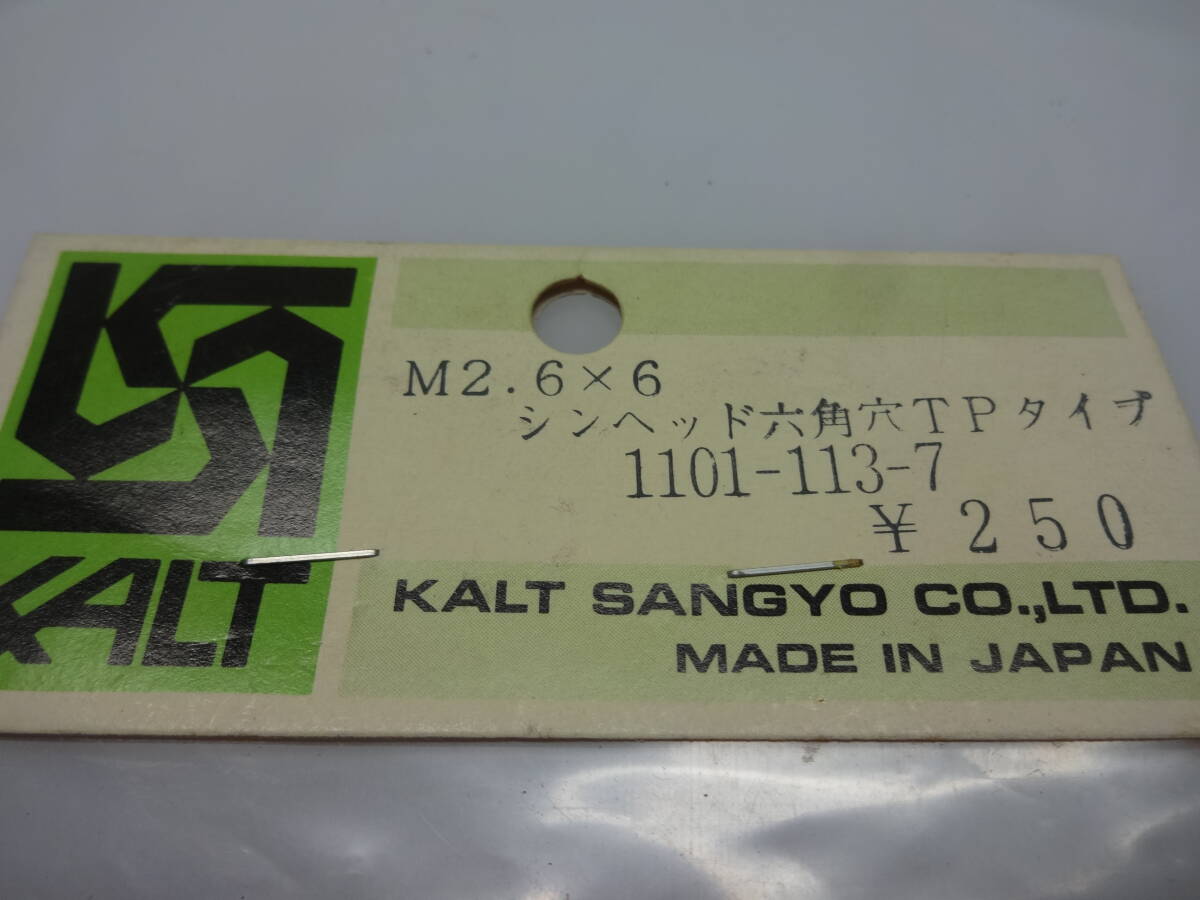 M2.6×6
シンヘッド六角穴TPタイプ
1101-113-7
¥250
KALT
KALT SANGYO CO.,LTD.
MADE IN JAPAN